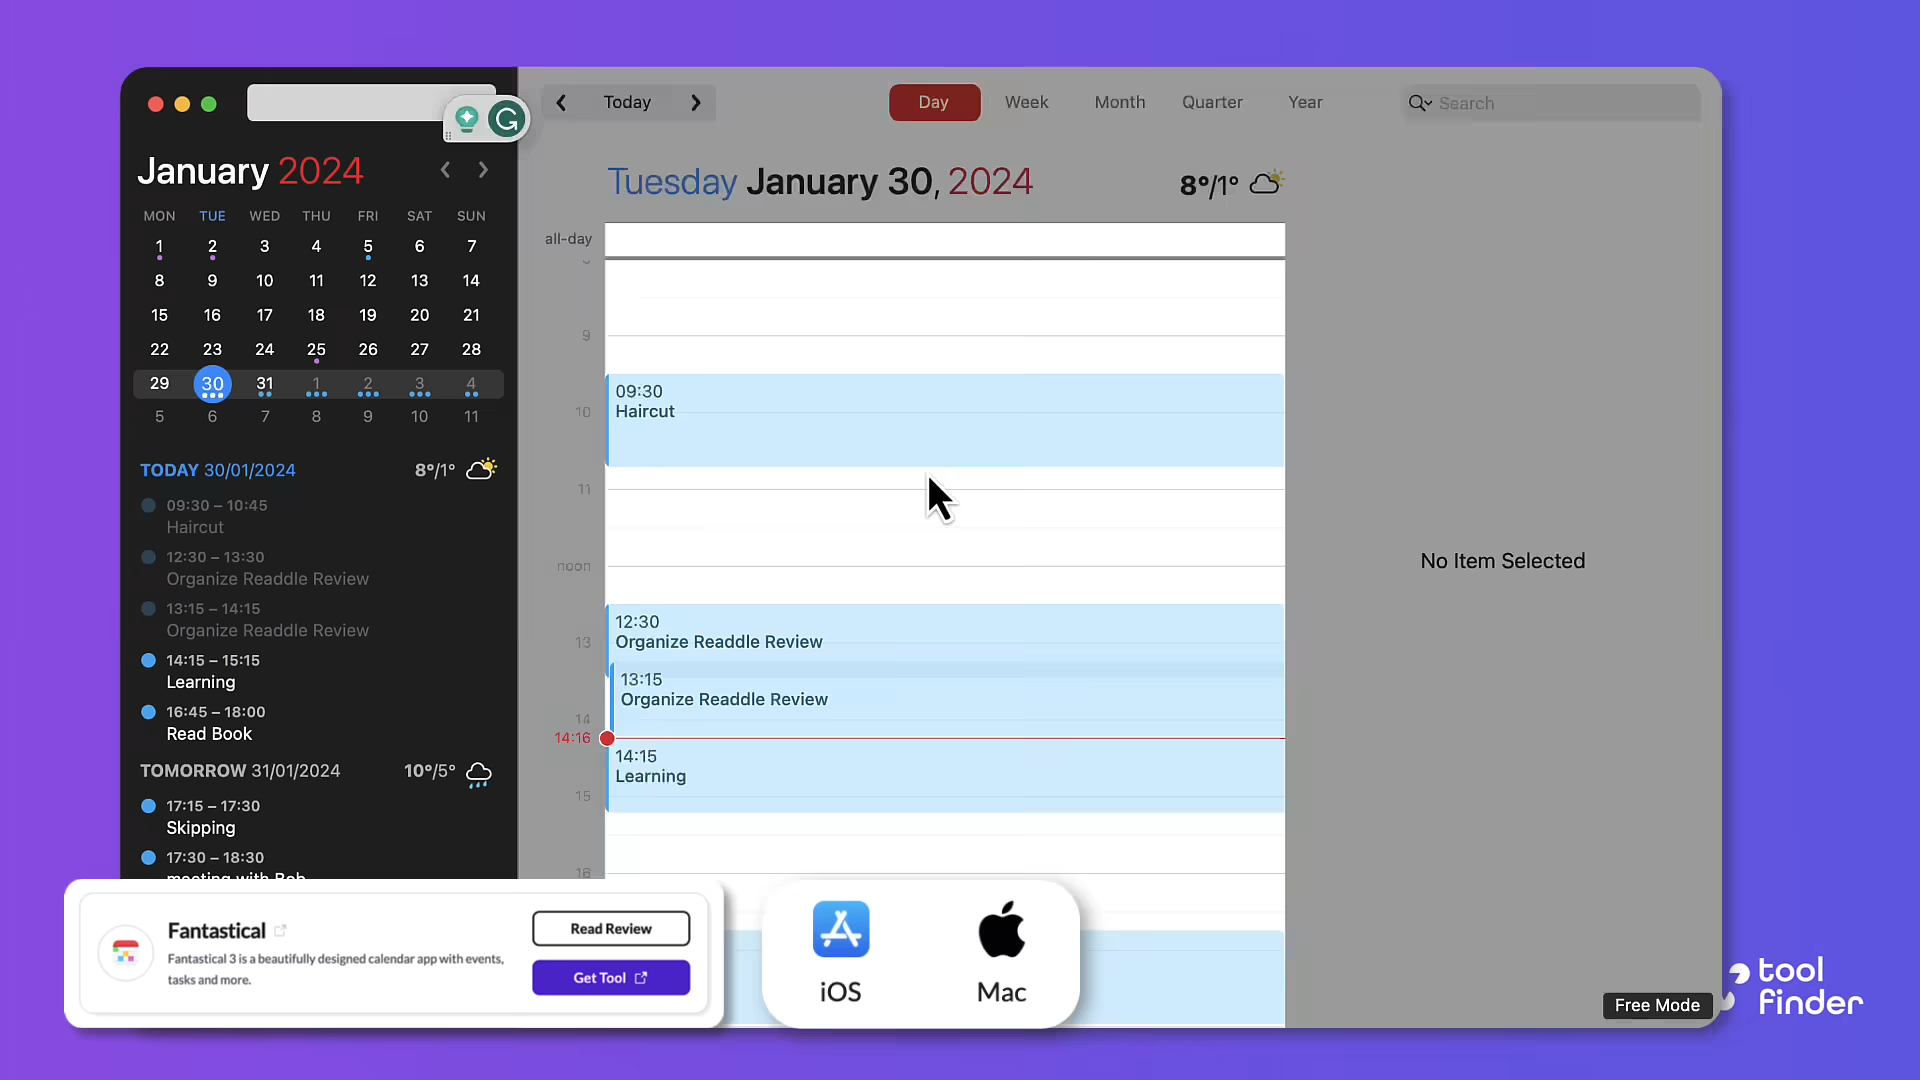 January 2024
MON TUE WED THU FRI SAT SUN
1 2 3 4 5 6 7
8 9 10 11 12 13 14
15 16 17 18 19 20 21
22 23 24 25 26 27 28
29 30 31 1 2 3 4
5 6 7 8 9 10 11
TODAY 30/01/2024 8°/1°
09:30 – 10:45
Haircut
12:30 – 13:30
Organize Readdle Review
13:15 – 14:15
Organize Readdle Review
14:15 – 15:15
Learning
16:45 – 18:00
Read Book
TOMORROW 31/01/2024 10°/5°
17:15 – 17:30
Skipping
17:30 – 18:30
meeting with Bob
Today
Day Week Month Quarter Year
Search
Tuesday January 30, 2024 8°/1°
all-day
9
09:30
Haircut
10
11
noon
12:30
Organize Readdle Review
13
13:15
Organize Readdle Review
14
14:16
14:15
Learning
15
16
No Item Selected
Fantastical
Fantastical 3 is a beautifully designed calendar app with events,
tasks and more.
Read Review
Get Tool
iOS
Mac
Free Mode
tool
finder